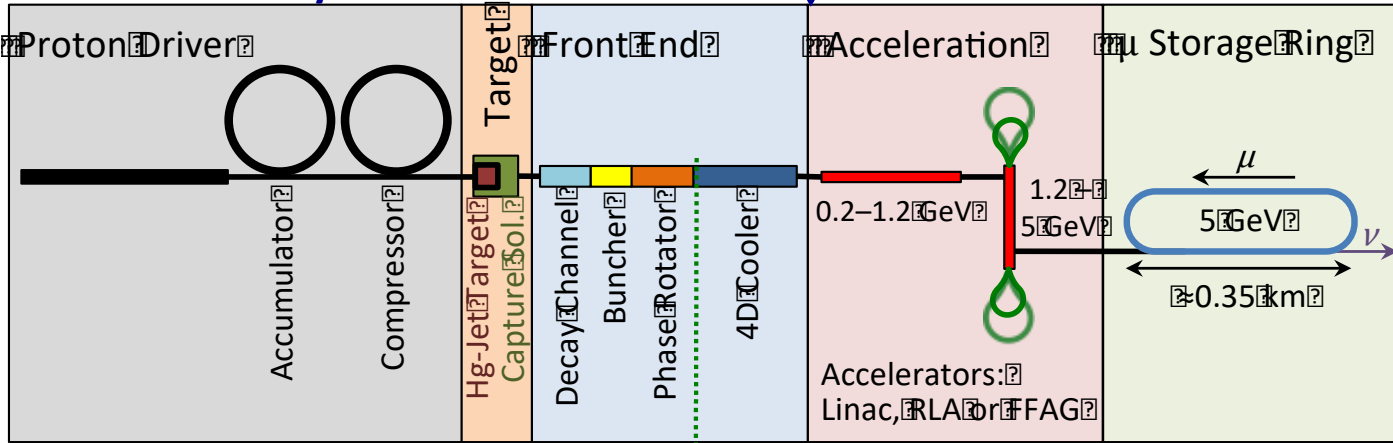 Proton Driver
Target
Front End
Acceleration
μ Storage Ring
Accumulator
Compressor
Hg-Jet Target
Capture Sol.
Decay Channel
Buncher
Phase Rotator
4D Cooler
0.2–1.2 GeV
1.2 –
5 GeV
Accelerators:
Linac, RLA or FFAG
μ
5 GeV
ν
≈0.35 km